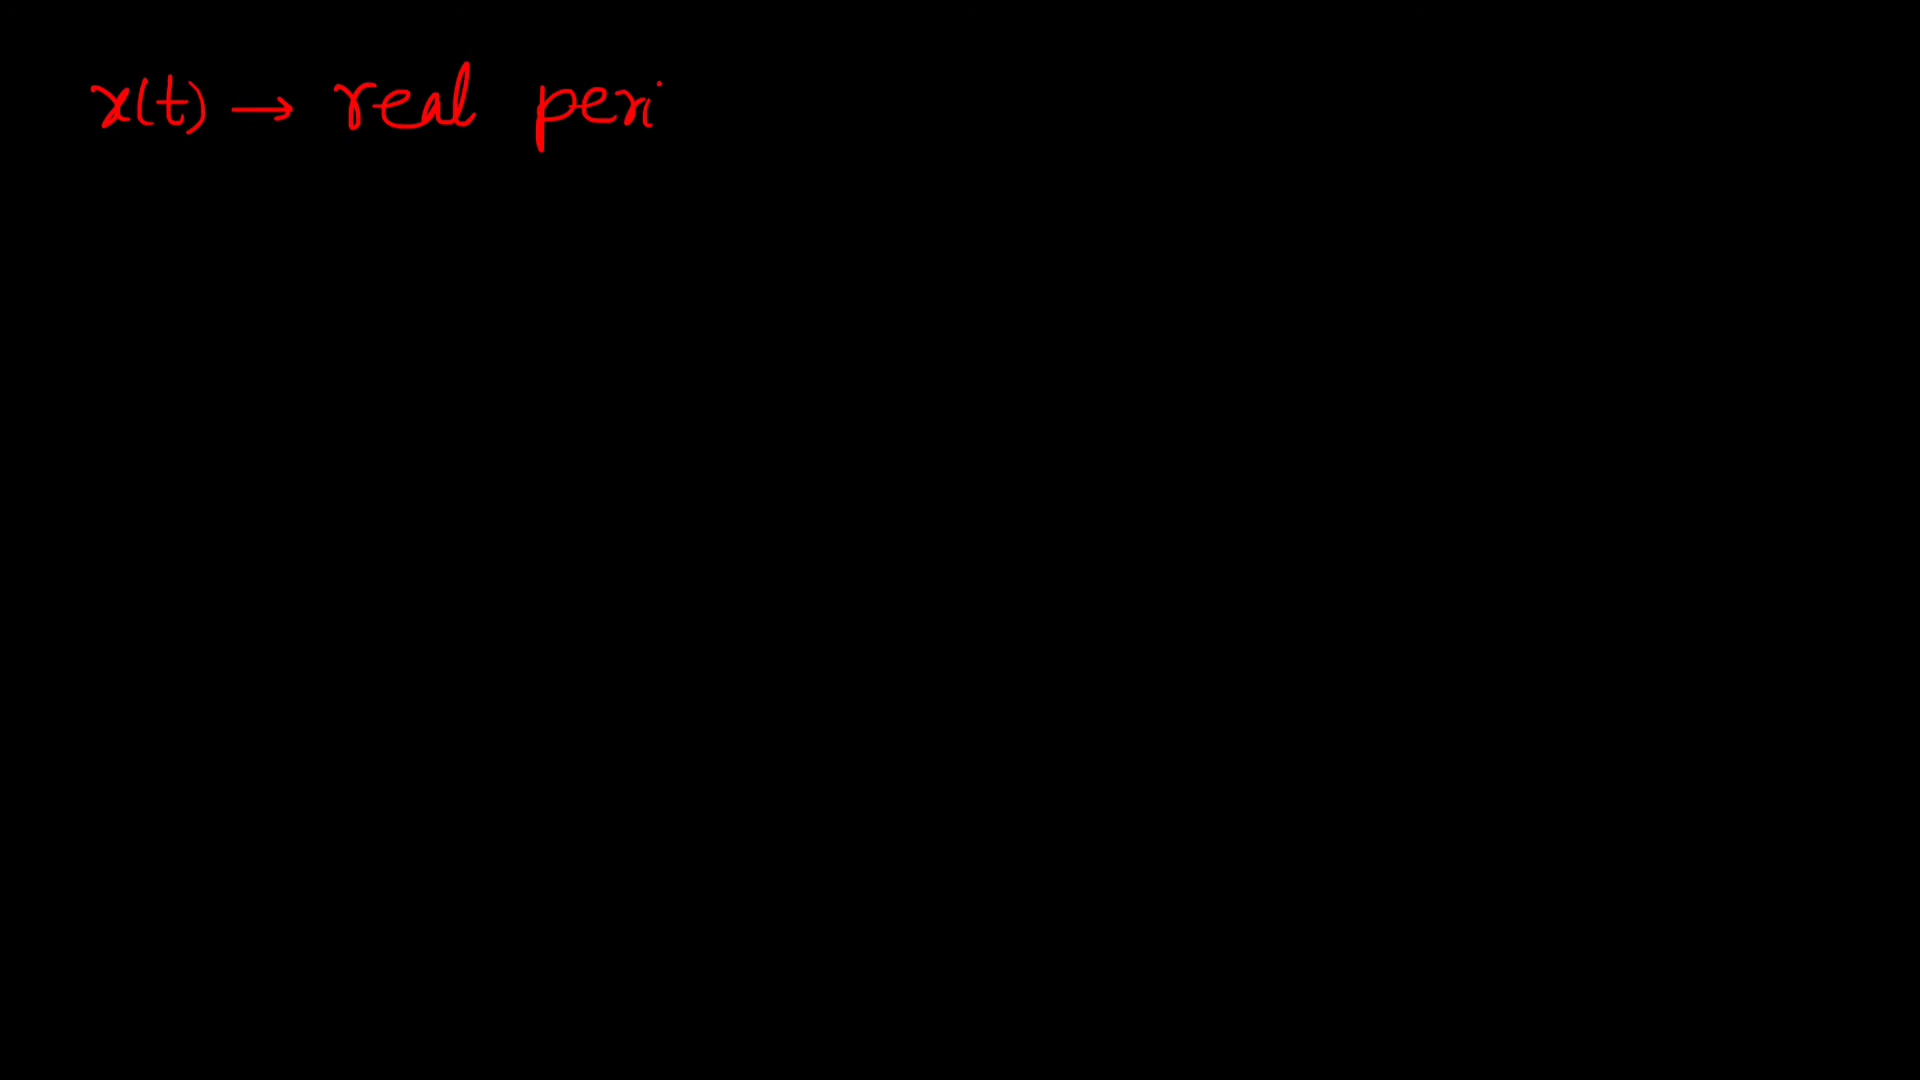 x(t) → real peri